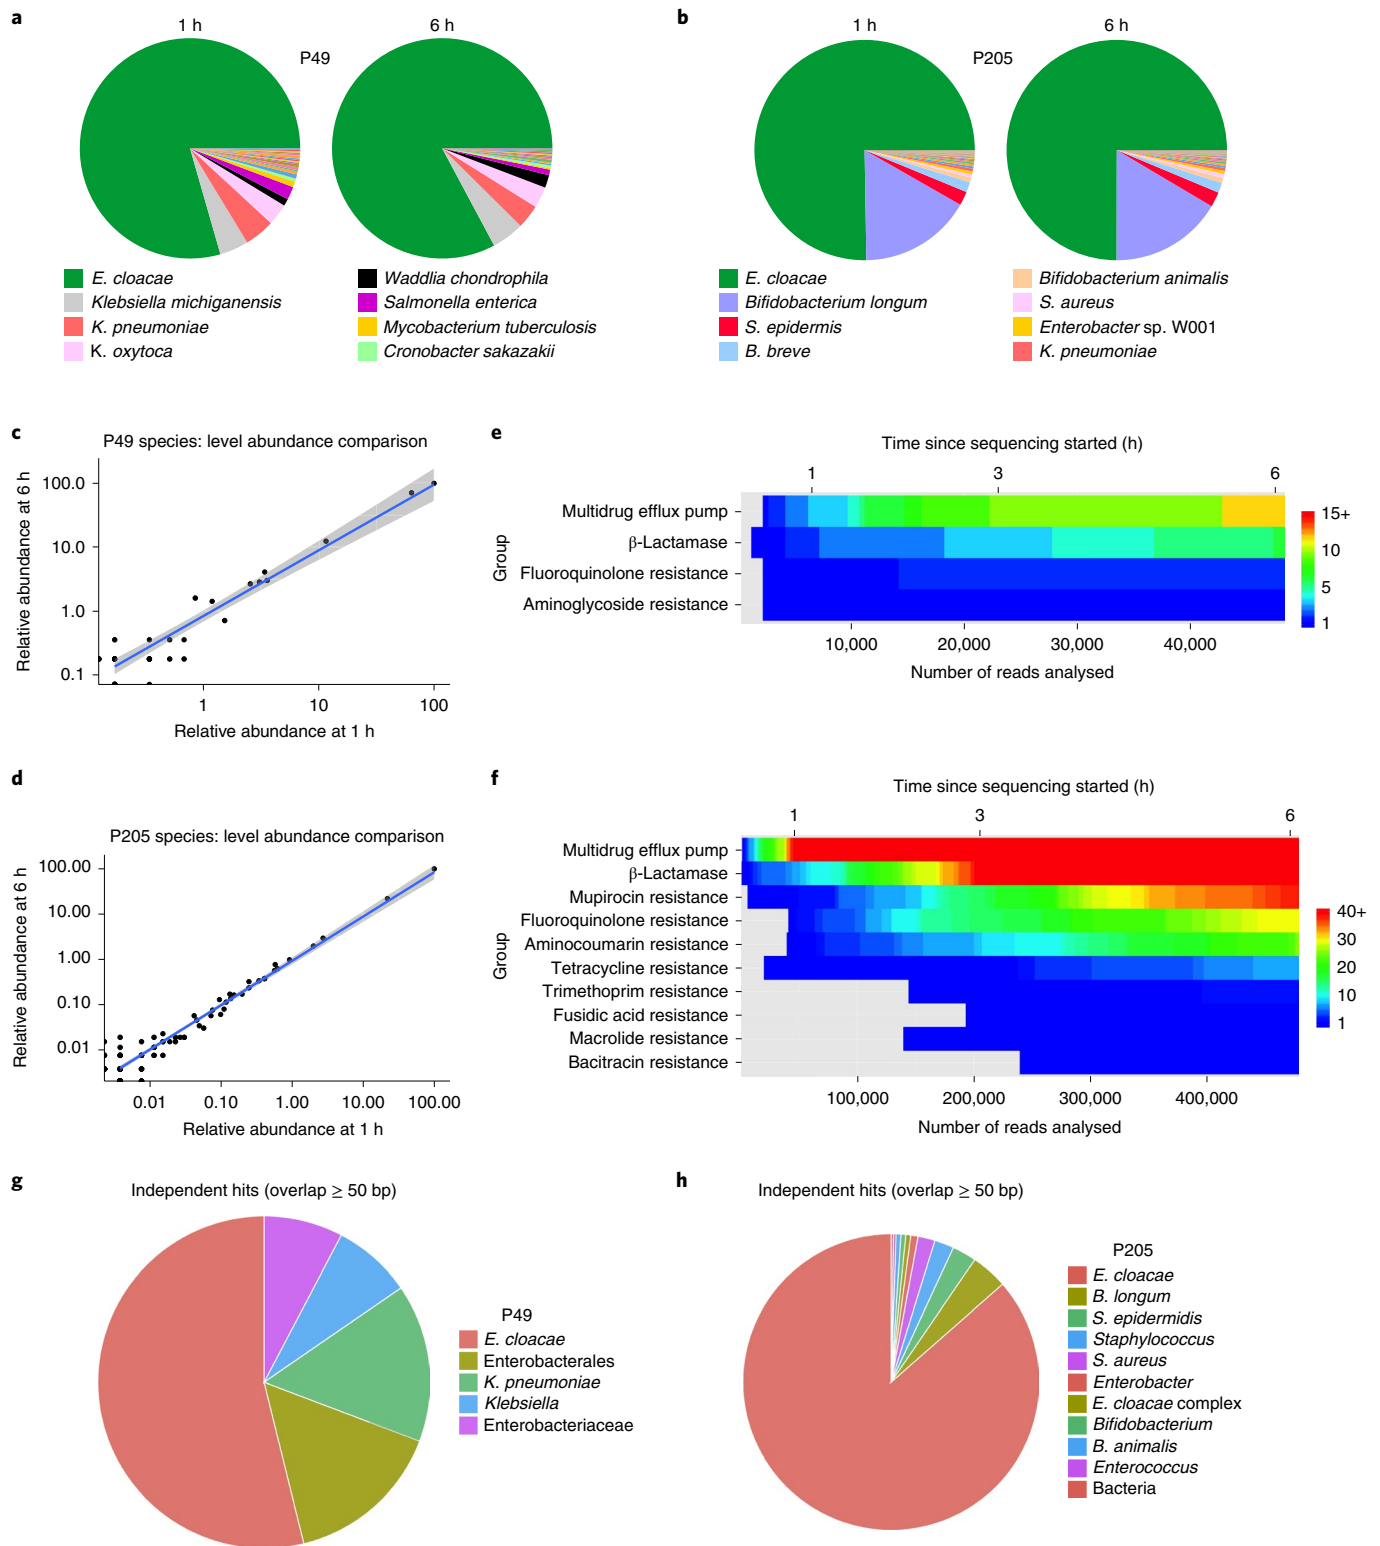 a
1 h
6 h
P49
E. cloacae
Klebsiella michiganensis
K. pneumoniae
K. oxytoca
Waddlia chondrophila
Salmonella enterica
Mycobacterium tuberculosis
Cronobacter sakazakii
b
1 h
6 h
P205
E. cloacae
Bifidobacterium longum
S. epidermis
B. breve
Bifidobacterium animalis
S. aureus
Enterobacter sp. W001
K. pneumoniae
c
P49 species: level abundance comparison
Relative abundance at 6 h
100.0
10.0
1.0
0.1
1
10
100
Relative abundance at 1 h
e
Time since sequencing started (h)
1
3
6
Group
Multidrug efflux pump
β-Lactamase
Fluoroquinolone resistance
Aminoglycoside resistance
10,000
20,000
30,000
40,000
Number of reads analysed
15+
10
5
1
d
P205 species: level abundance comparison
Relative abundance at 6 h
100.00
10.00
1.00
0.10
0.01
0.01
0.10
1.00
10.00
100.00
Relative abundance at 1 h
f
Time since sequencing started (h)
1
3
6
Group
Multidrug efflux pump
β-Lactamase
Mupirocin resistance
Fluoroquinolone resistance
Aminocoumarin resistance
Tetracycline resistance
Trimethoprim resistance
Fusidic acid resistance
Macrolide resistance
Bacitracin resistance
100,000
200,000
300,000
400,000
Number of reads analysed
40+
30
20
10
1
g
Independent hits (overlap ≥ 50 bp)
P49
E. cloacae
Enterobacterales
K. pneumoniae
Klebsiella
Enterobacteriaceae
h
Independent hits (overlap ≥ 50 bp)
P205
E. cloacae
B. longum
S. epidermidis
Staphylococcus
S. aureus
Enterobacter
E. cloacae complex
Bifidobacterium
B. animalis
Enterococcus
Bacteria